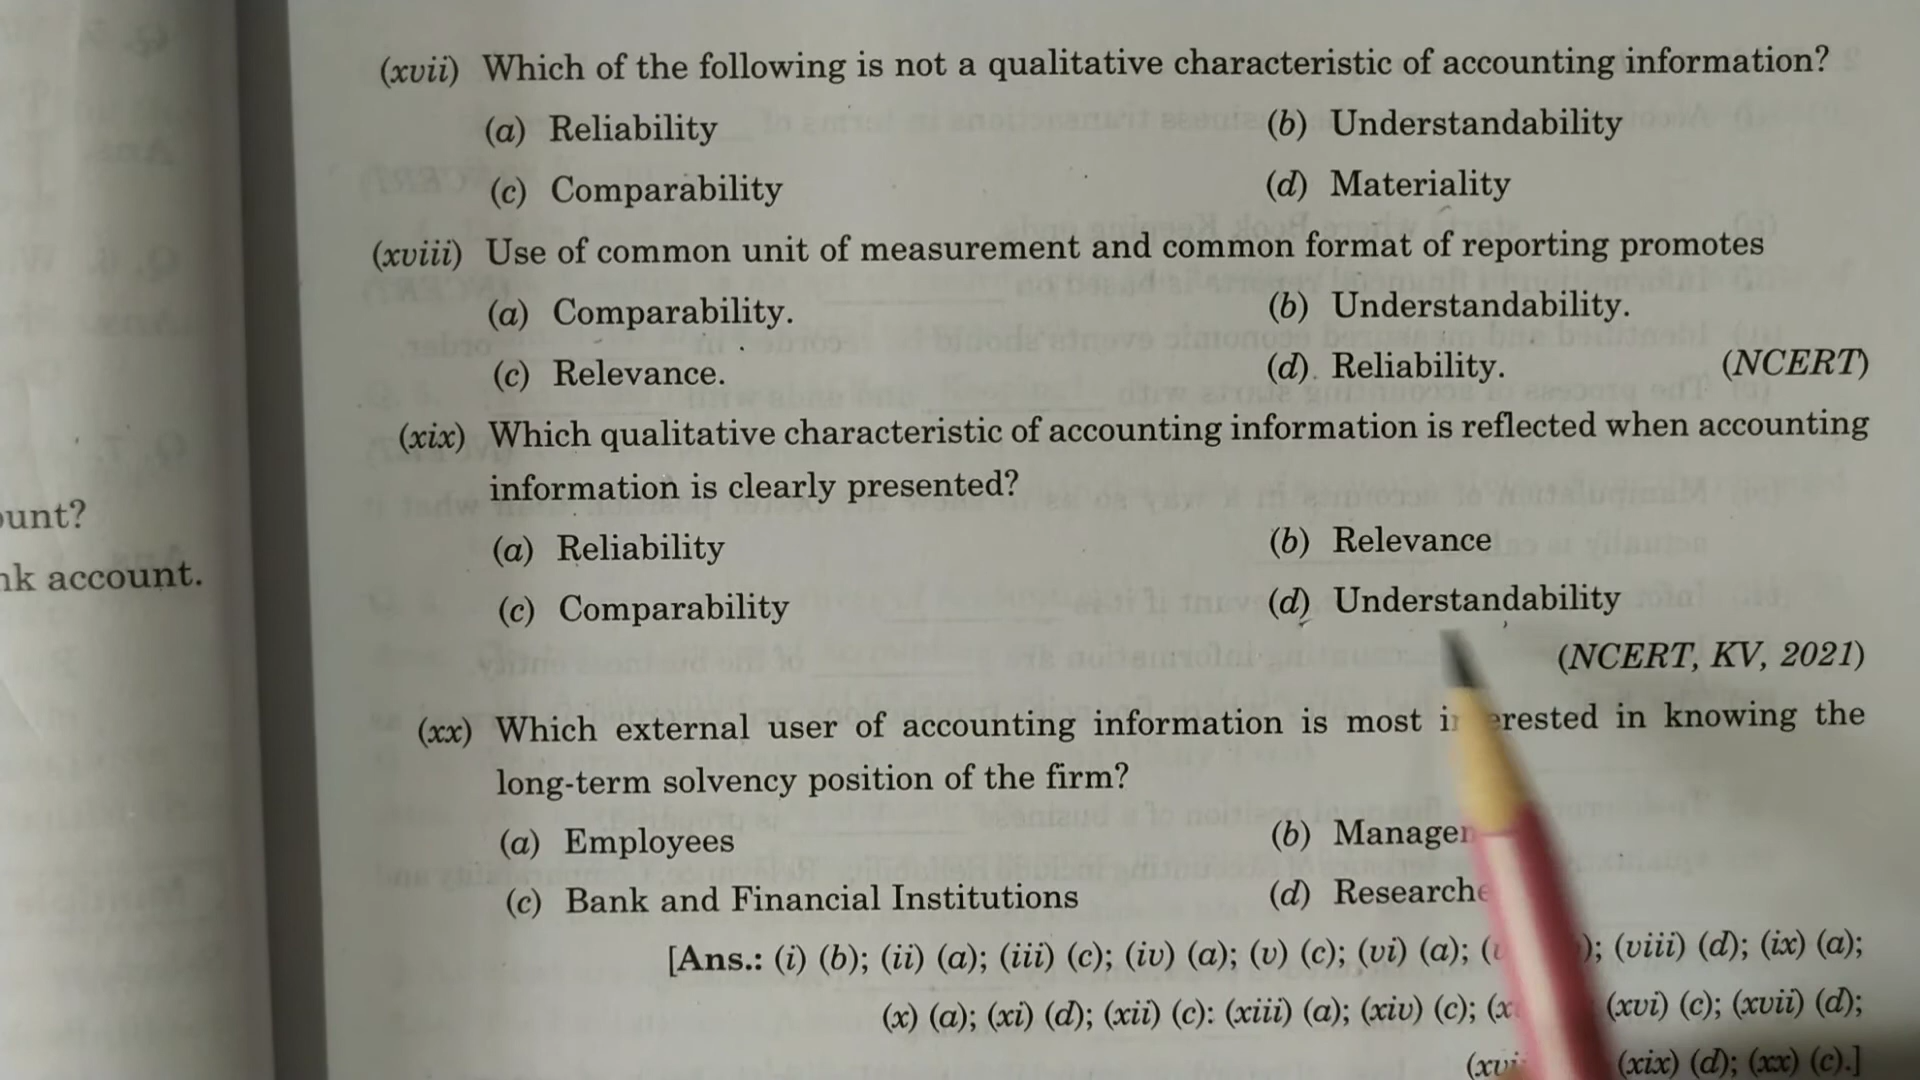 (xvii) Which of the following is not a qualitative characteristic of accounting information?
(a) Reliability (b) Understandability
(c) Comparability (d) Materiality
(xviii) Use of common unit of measurement and common format of reporting promotes
(a) Comparability. (b) Understandability.
(c) Relevance. (d) Reliability. (NCERT)
(xix) Which qualitative characteristic of accounting information is reflected when accounting
information is clearly presented?
ount?
(a) Reliability (b) Relevance
nk account.
(c) Comparability (d) Understandability
(NCERT, KV, 2021)
(xx) Which external user of accounting information is most in erested in knowing the
long-term solvency position of the firm?
(a) Employees (b) Managem
(c) Bank and Financial Institutions (d) Researche
[Ans.: (i) (b); (ii) (a); (iii) (c); (iv) (a); (v) (c); (vi) (a); ); (viii) (d); (ix) (a);
(x) (a); (xi) (d); (xii) (c): (xiii) (a); (xiv) (c); (xvi) (c); (xvii) (d);
(xix) (d); (xx) (c).]